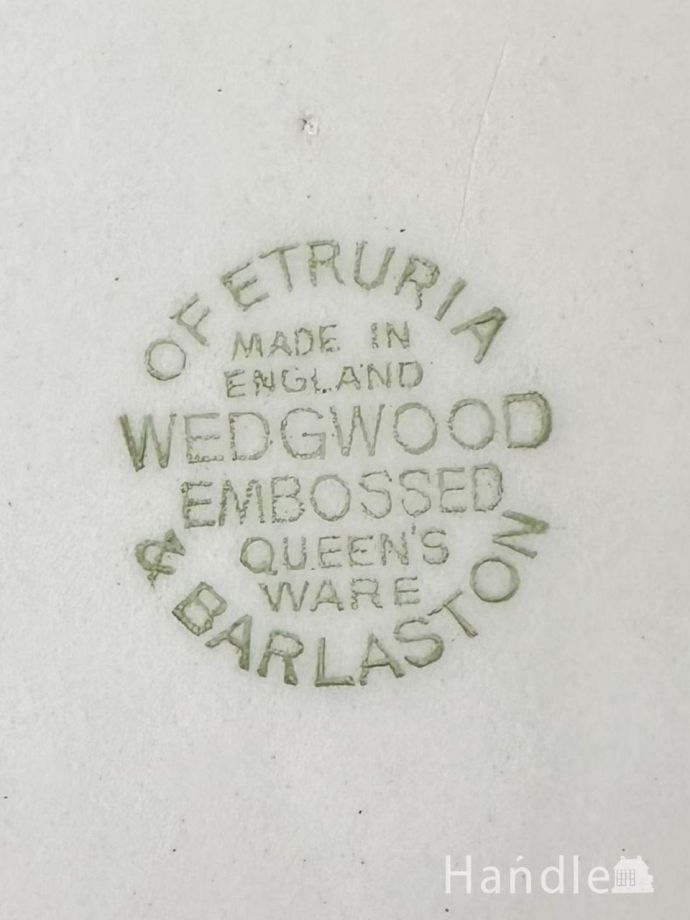 OF ETRURIA
MADE IN
ENGLAND
WEDGWOOD
EMBOSSED
QUEEN'S
WARE
& BARLASTON
Handle